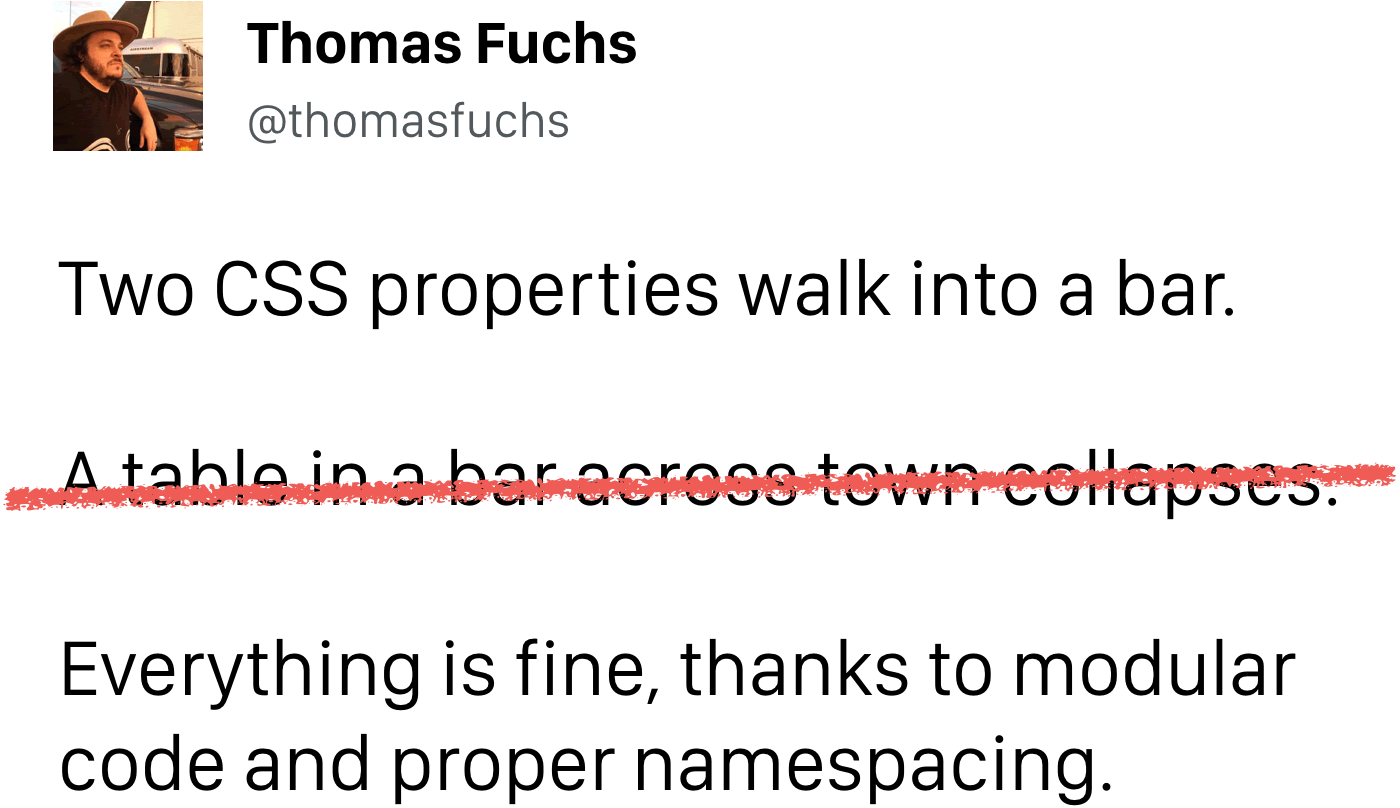 Thomas Fuchs
@thomasfuchs
Two CSS properties walk into a bar.
A table in a bar across town collapses.
Everything is fine, thanks to modular
code and proper namespacing.